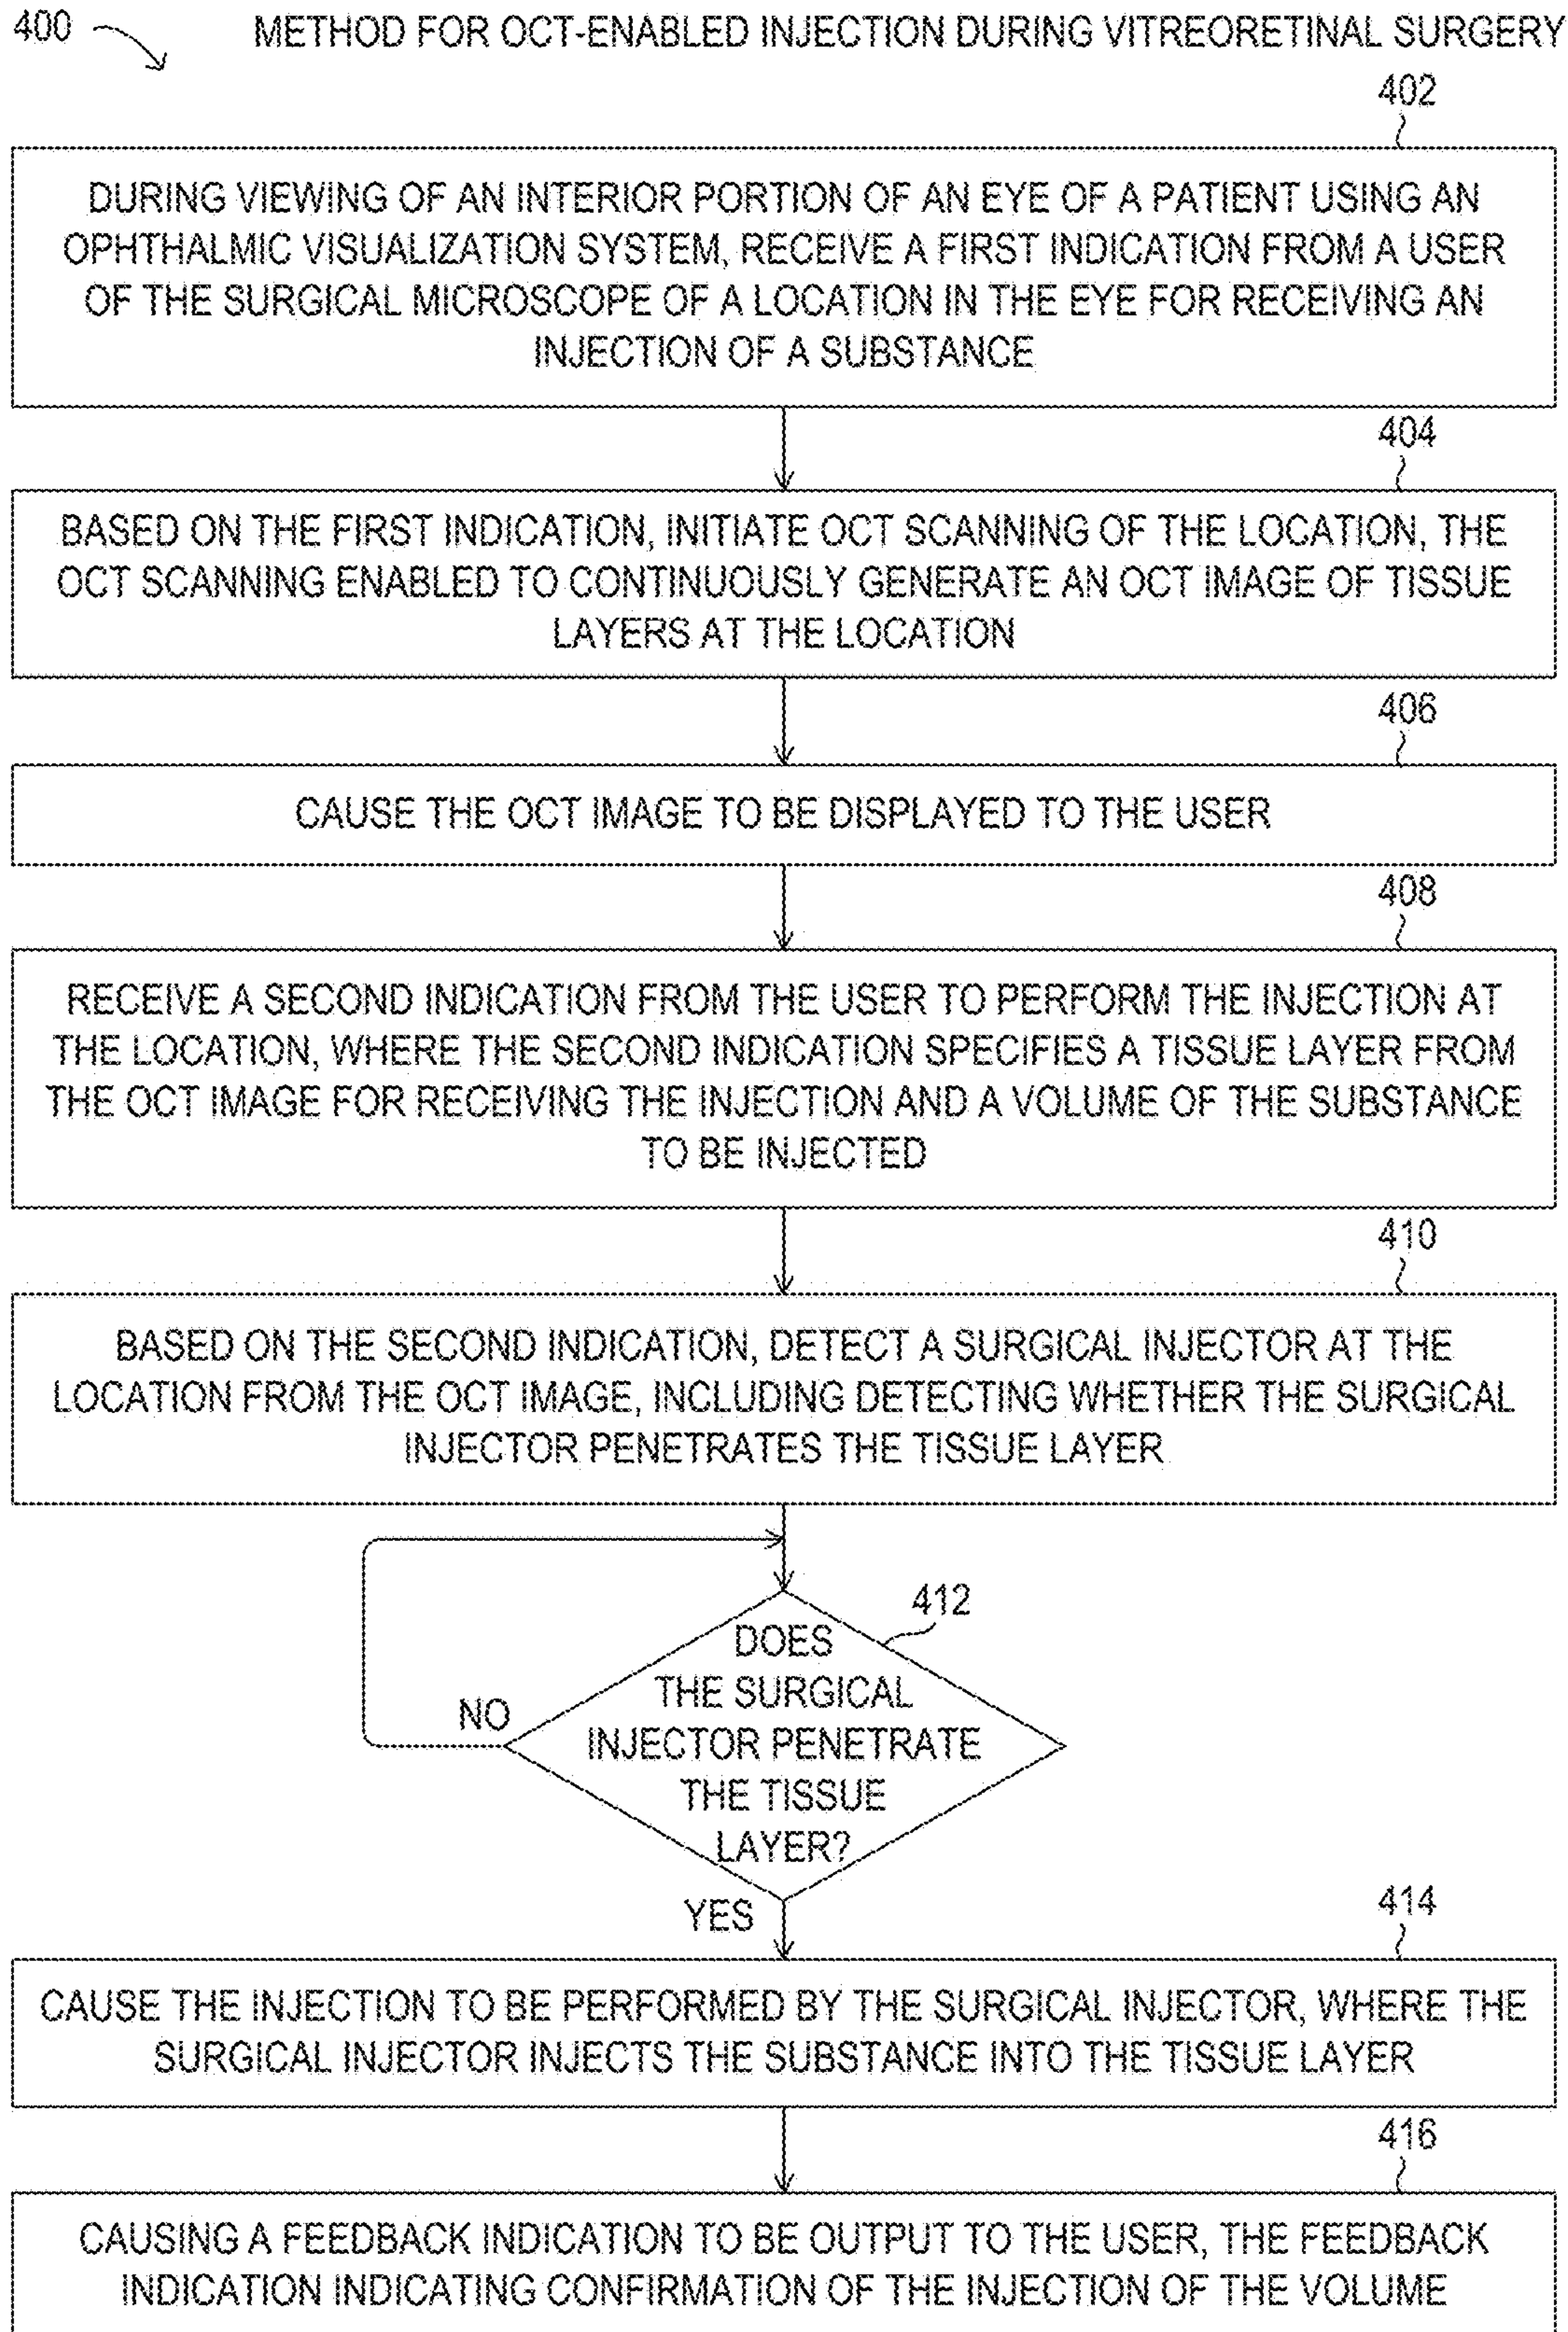 400
METHOD FOR OCT-ENABLED INJECTION DURING VITREORETINAL SURGERY
402
DURING VIEWING OF AN INTERIOR PORTION OF AN EYE OF A PATIENT USING AN
OPHTHALMIC VISUALIZATION SYSTEM, RECEIVE A FIRST INDICATION FROM A USER
OF THE SURGICAL MICROSCOPE OF A LOCATION IN THE EYE FOR RECEIVING AN
INJECTION OF A SUBSTANCE
404
BASED ON THE FIRST INDICATION, INITIATE OCT SCANNING OF THE LOCATION, THE
OCT SCANNING ENABLED TO CONTINUOUSLY GENERATE AN OCT IMAGE OF TISSUE
LAYERS AT THE LOCATION
406
CAUSE THE OCT IMAGE TO BE DISPLAYED TO THE USER
408
RECEIVE A SECOND INDICATION FROM THE USER TO PERFORM THE INJECTION AT
THE LOCATION, WHERE THE SECOND INDICATION SPECIFIES A TISSUE LAYER FROM
THE OCT IMAGE FOR RECEIVING THE INJECTION AND A VOLUME OF THE SUBSTANCE
TO BE INJECTED
410
BASED ON THE SECOND INDICATION, DETECT A SURGICAL INJECTOR AT THE
LOCATION FROM THE OCT IMAGE, INCLUDING DETECTING WHETHER THE SURGICAL
INJECTOR PENETRATES THE TISSUE LAYER
412
DOES
THE SURGICAL
INJECTOR PENETRATE
THE TISSUE
LAYER?
NO
YES
414
CAUSE THE INJECTION TO BE PERFORMED BY THE SURGICAL INJECTOR, WHERE THE
SURGICAL INJECTOR INJECTS THE SUBSTANCE INTO THE TISSUE LAYER
416
CAUSING A FEEDBACK INDICATION TO BE OUTPUT TO THE USER, THE FEEDBACK
INDICATION INDICATING CONFIRMATION OF THE INJECTION OF THE VOLUME